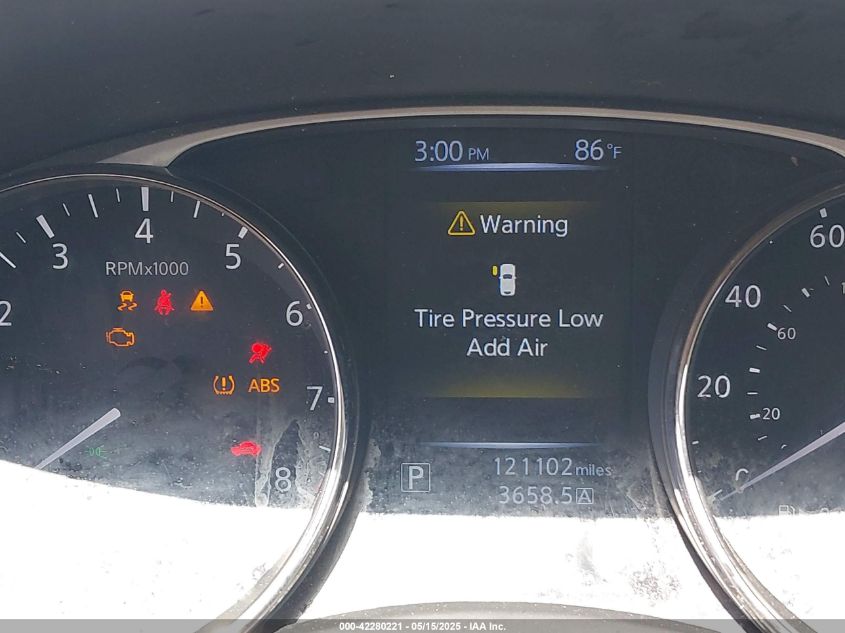 3:00 PM 86°F
Warning
Tire Pressure Low
Add Air
121102 miles
P
3658.5 A
2 3 4 5 6 7 8
RPMx1000
ABS
0 20 40 60
20 60
000-42280221 - 05/15/2025 - IAA Inc.